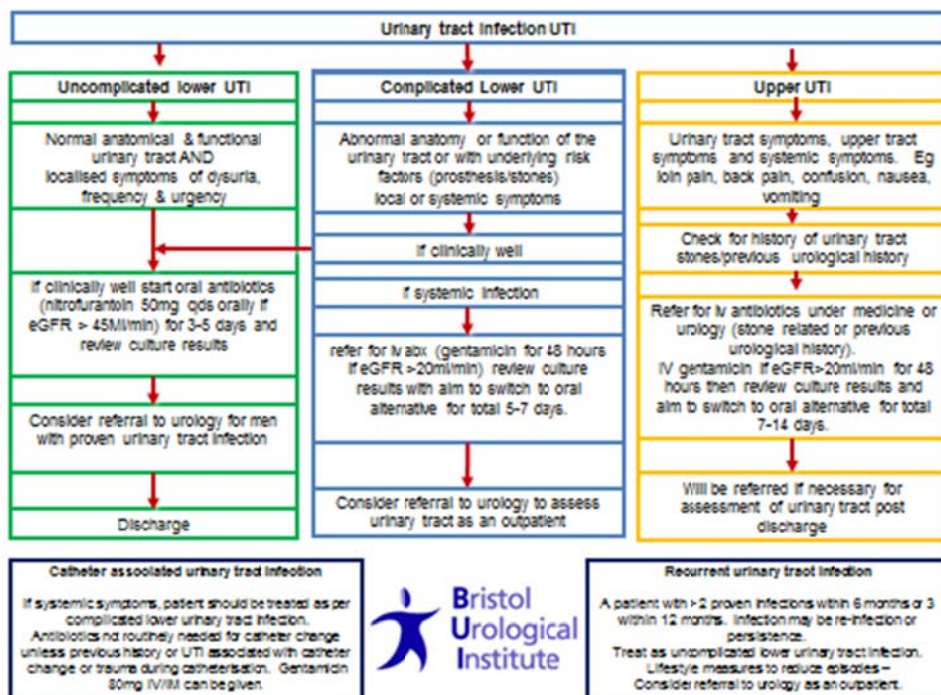 Urinary tract infection UTI
Uncomplicated lower UTI
Normal anatomical & functional
urinary tract AND
localised symptoms of dysuria,
frequency & urgency
If clinically well start oral antibiotics
(nitrofurantoin 50mg qds orally if
eGFR > 45Ml/min) for 3-5 days and
review culture results
Consider referral to urology for men
with proven urinary tract infection
Discharge
Complicated Lower UTI
Abnormal anatomy or function of the
urinary tract or with underlying risk
factors (prosthesis/stones)
local or systemic symptoms
If clinically well
If systemic infection
refer for iv abx (gentamicin for 48 hours
if eGFR >20ml/min) review culture
results with aim to switch to oral
alternative for total 5-7 days.
Consider referral to urology to assess
urinary tract as an outpatient
Upper UTI
Urinary tract symptoms, upper tract
symptoms and systemic symptoms. Eg
loin pain, back pain, confusion, nausea,
vomiting
Check for history of urinary tract
stones/previous urological history
Refer for iv antibiotics under medicine or
urology (stone related or previous
urological history).
IV gentamicin if eGFR>20ml/min for 48
hours then review culture results and
aim to switch to oral alternative for total
7-14 days.
Will be referred if necessary for
assessment of urinary tract post
discharge
Catheter associated urinary tract infection
If systemic symptoms, patient should be treated as per
complicated lower urinary tract infection.
Antibiotics not routinely needed for catheter change
unless previous history or UTI associated with catheter
change or trauma during catheterisation. Gentamicin
80mg IV/IM can be given.
Bristol
Urological
Institute
Recurrent urinary tract infection
A patient with >2 proven infections within 6 months or 3
within 12 months. Infection may be re-infection or
persistence.
Treat as uncomplicated lower urinary tract infection.
Lifestyle measures to reduce episodes –
Consider referral to urology as an outpatient.